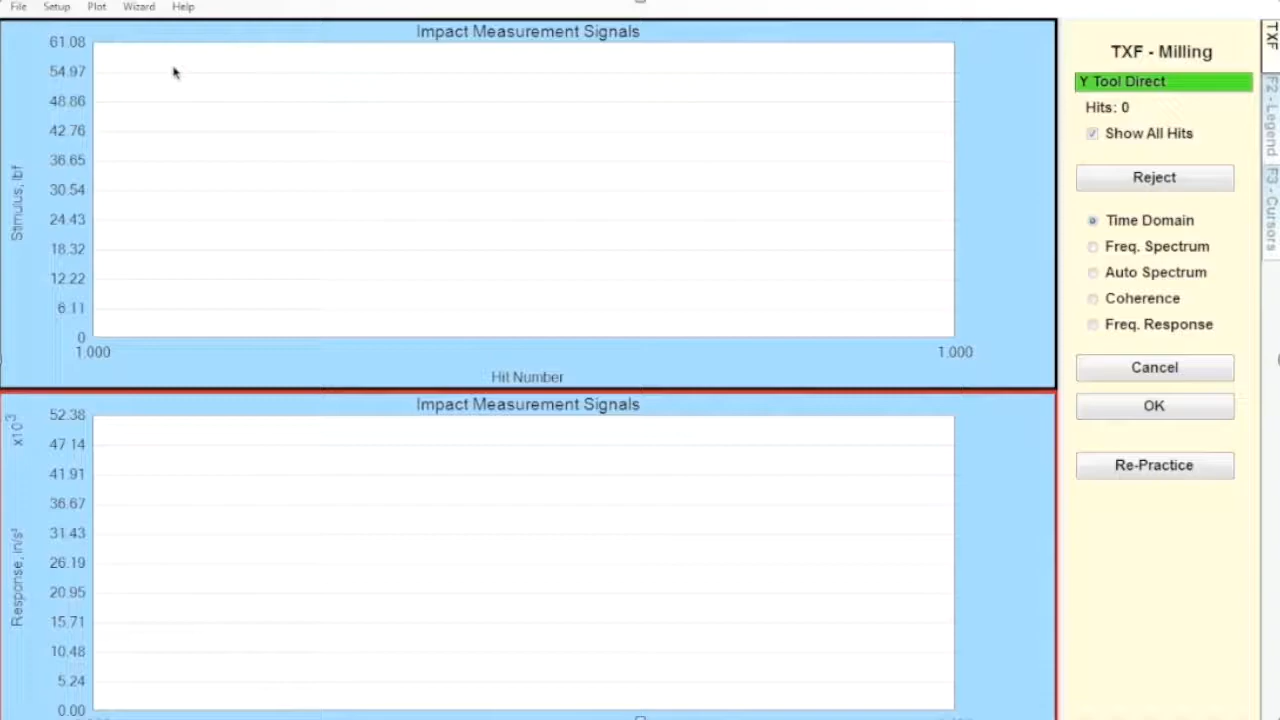 File Setup Plot Wizard Help
Impact Measurement Signals
61.08
54.97
48.86
42.76
36.65
30.54
24.43
18.32
12.22
6.11
0
Stimulus, lbf
1.000 1.000
Hit Number
Impact Measurement Signals
x10³
52.38
47.14
41.91
36.67
31.43
26.19
20.95
15.71
10.48
5.24
0.00
Response, in/s²
TXF - Milling
Y Tool Direct
Hits: 0
Show All Hits
Reject
Time Domain
Freq. Spectrum
Auto Spectrum
Coherence
Freq. Response
Cancel
OK
Re-Practice
TXF
F2 - Legend
F3 - Cursors